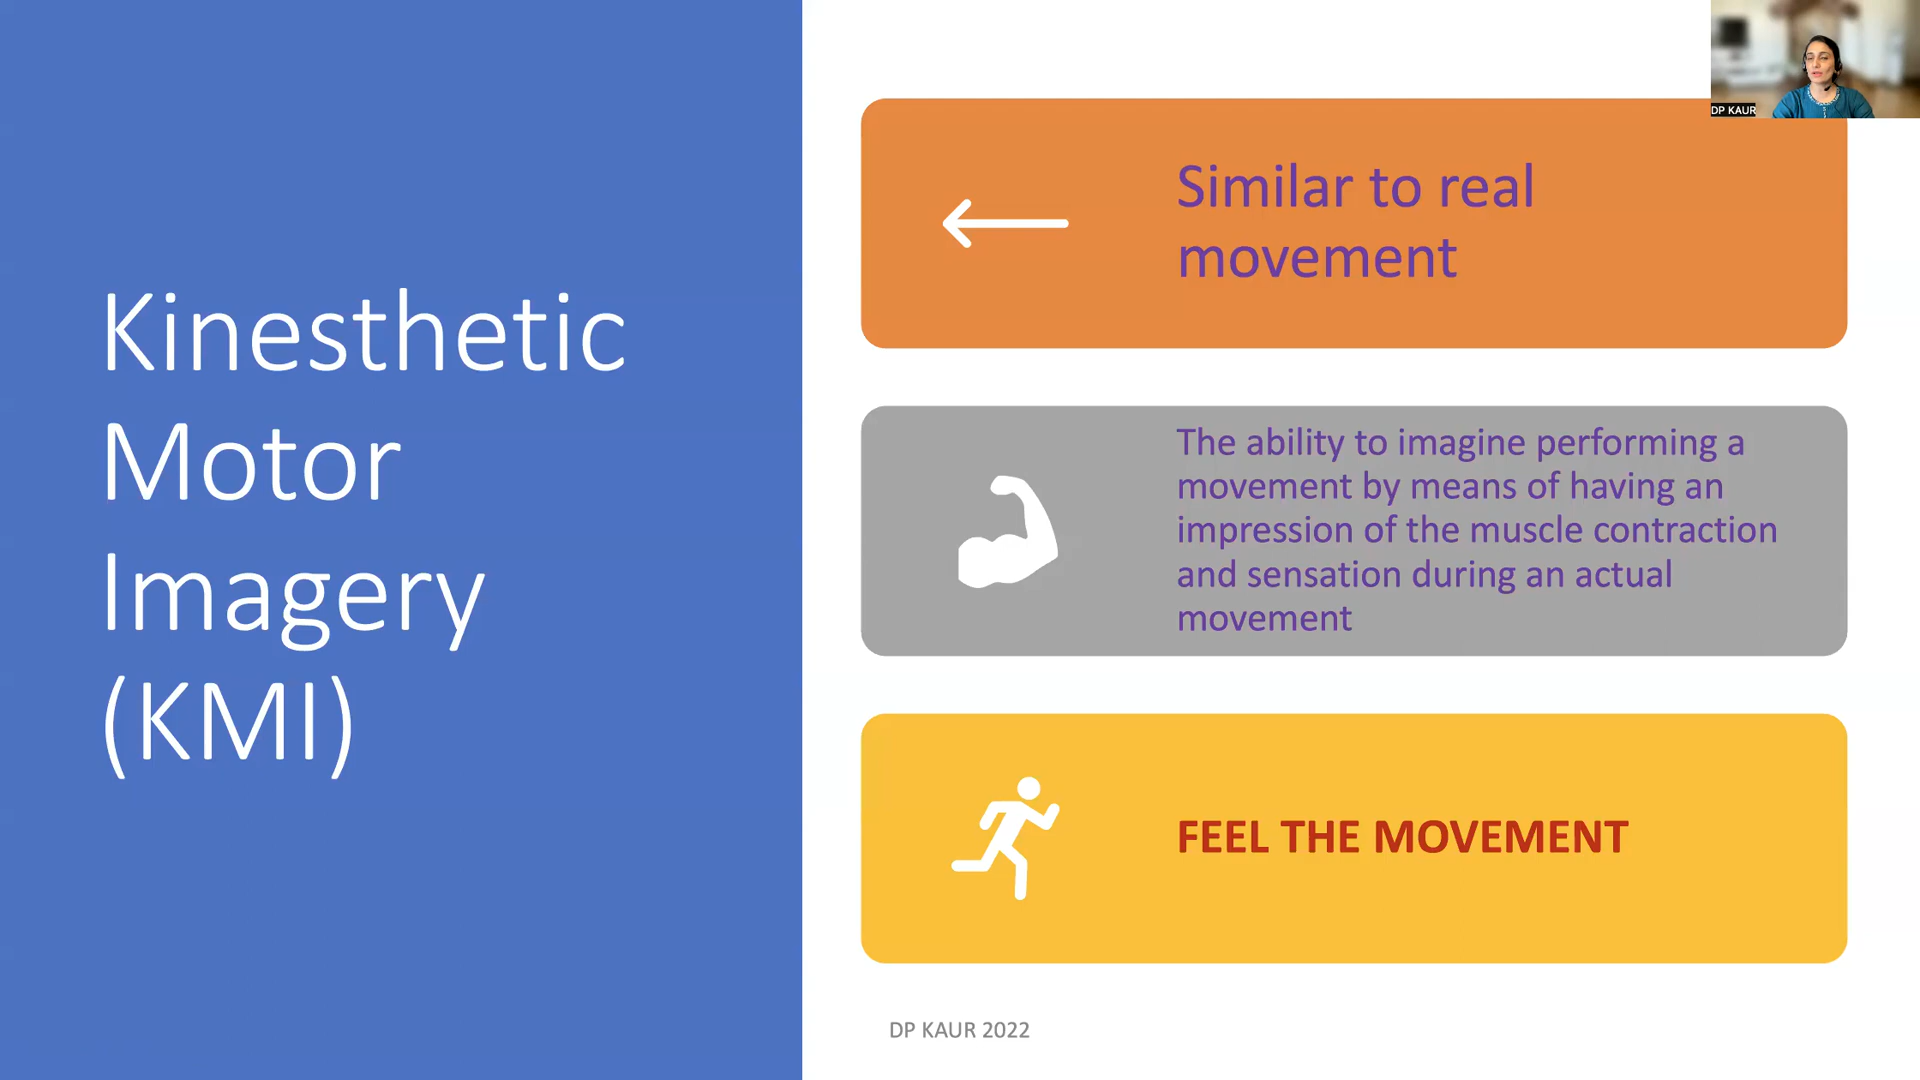 Kinesthetic
Motor
Imagery
(KMI)
Similar to real
movement
The ability to imagine performing a
movement by means of having an
impression of the muscle contraction
and sensation during an actual
movement
FEEL THE MOVEMENT
DP KAUR 2022
DP KAUR